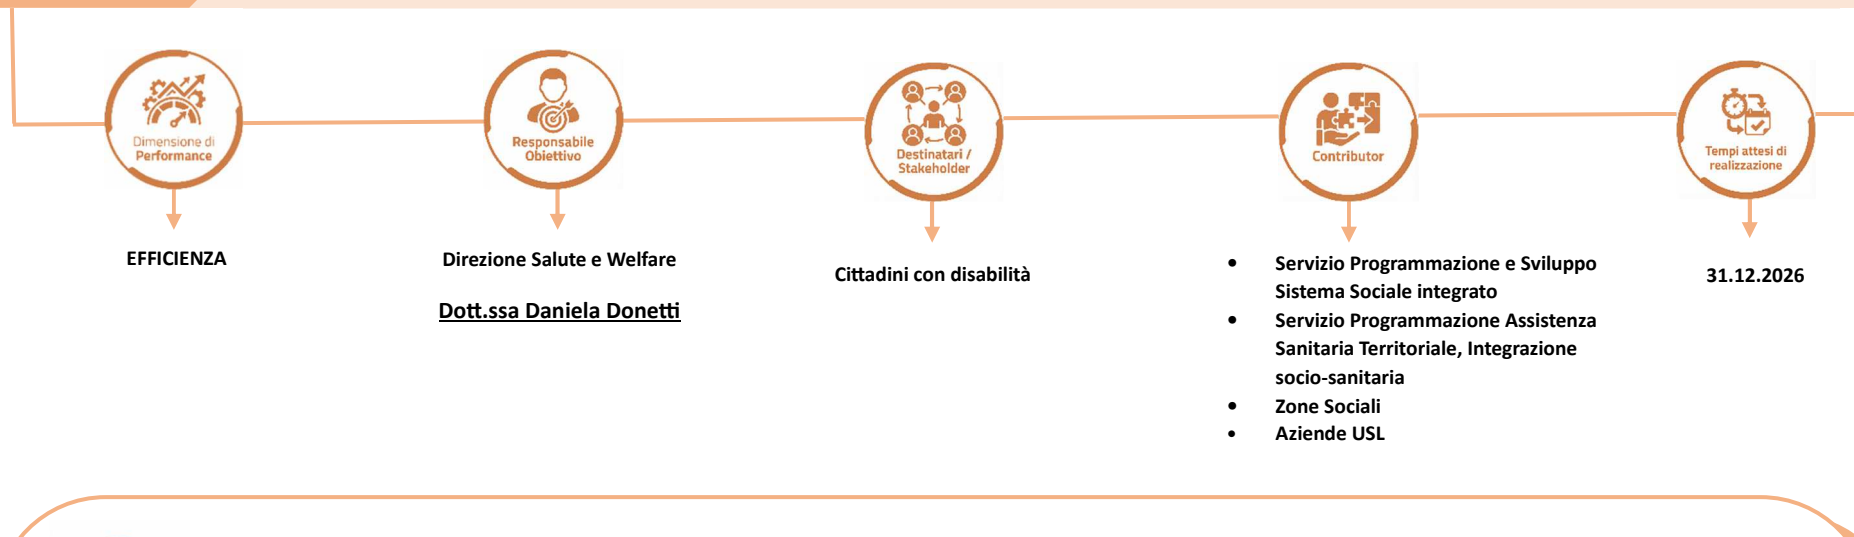 Dimensione di
Performance
EFFICIENZA
Responsabile
Obiettivo
Direzione Salute e Welfare
Dott.ssa Daniela Donetti
Destinatari /
Stakeholder
Cittadini con disabilità
Contributor
• Servizio Programmazione e Sviluppo
Sistema Sociale integrato
• Servizio Programmazione Assistenza
Sanitaria Territoriale, Integrazione
socio-sanitaria
• Zone Sociali
• Aziende USL
Tempi attesi di
realizzazione
31.12.2026